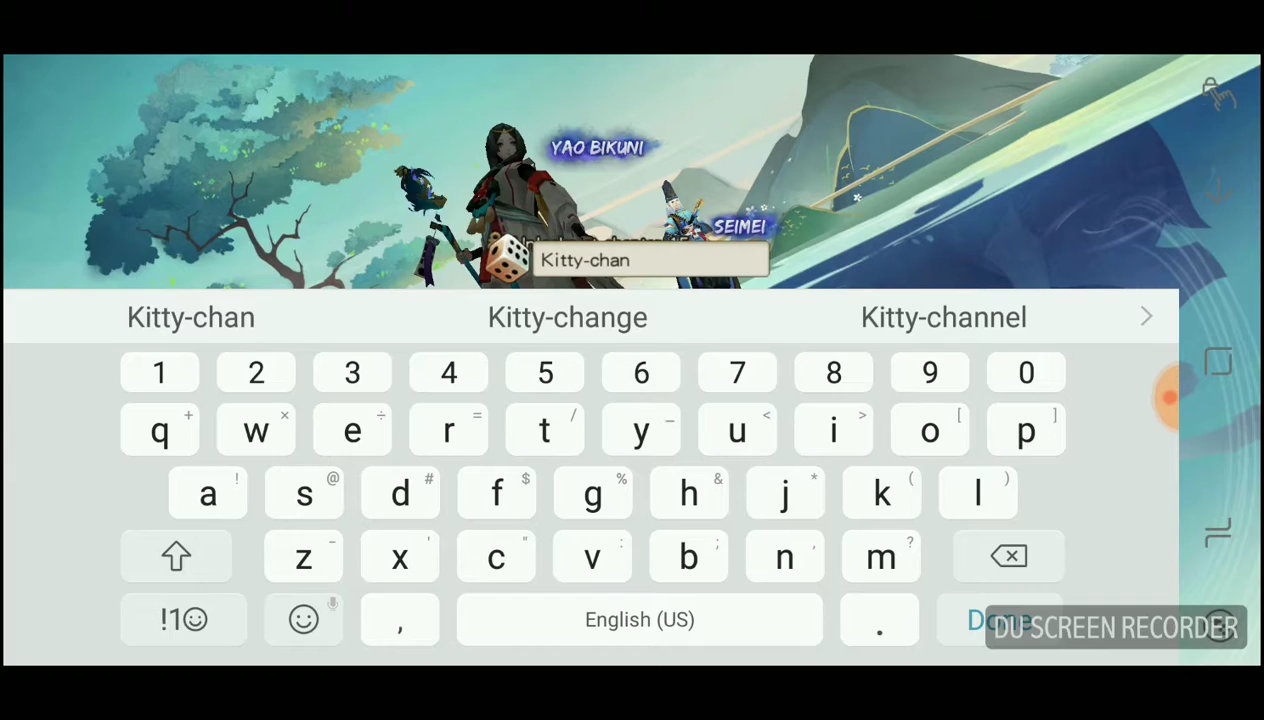 YAO BIKUNI
SEIMEI
Kitty-chan
Kitty-chan Kitty-change Kitty-channel
1 2 3 4 5 6 7 8 9 0
q + w × e ÷ r = t / y _ u < i > o [ p ]
a ! s @ d # f $ g % h & j * k ( l )
z - x ' c " v : b ; n , m ?
!1☺ , English (US) . Done
DU SCREEN RECORDER